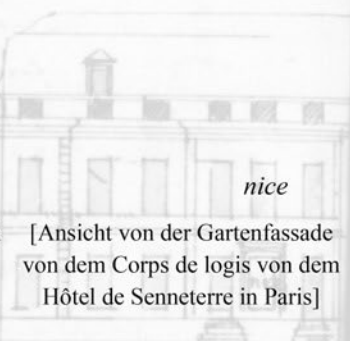 nice
[Ansicht von der Gartenfassade
von dem Corps de logis von dem
Hôtel de Senneterre in Paris]